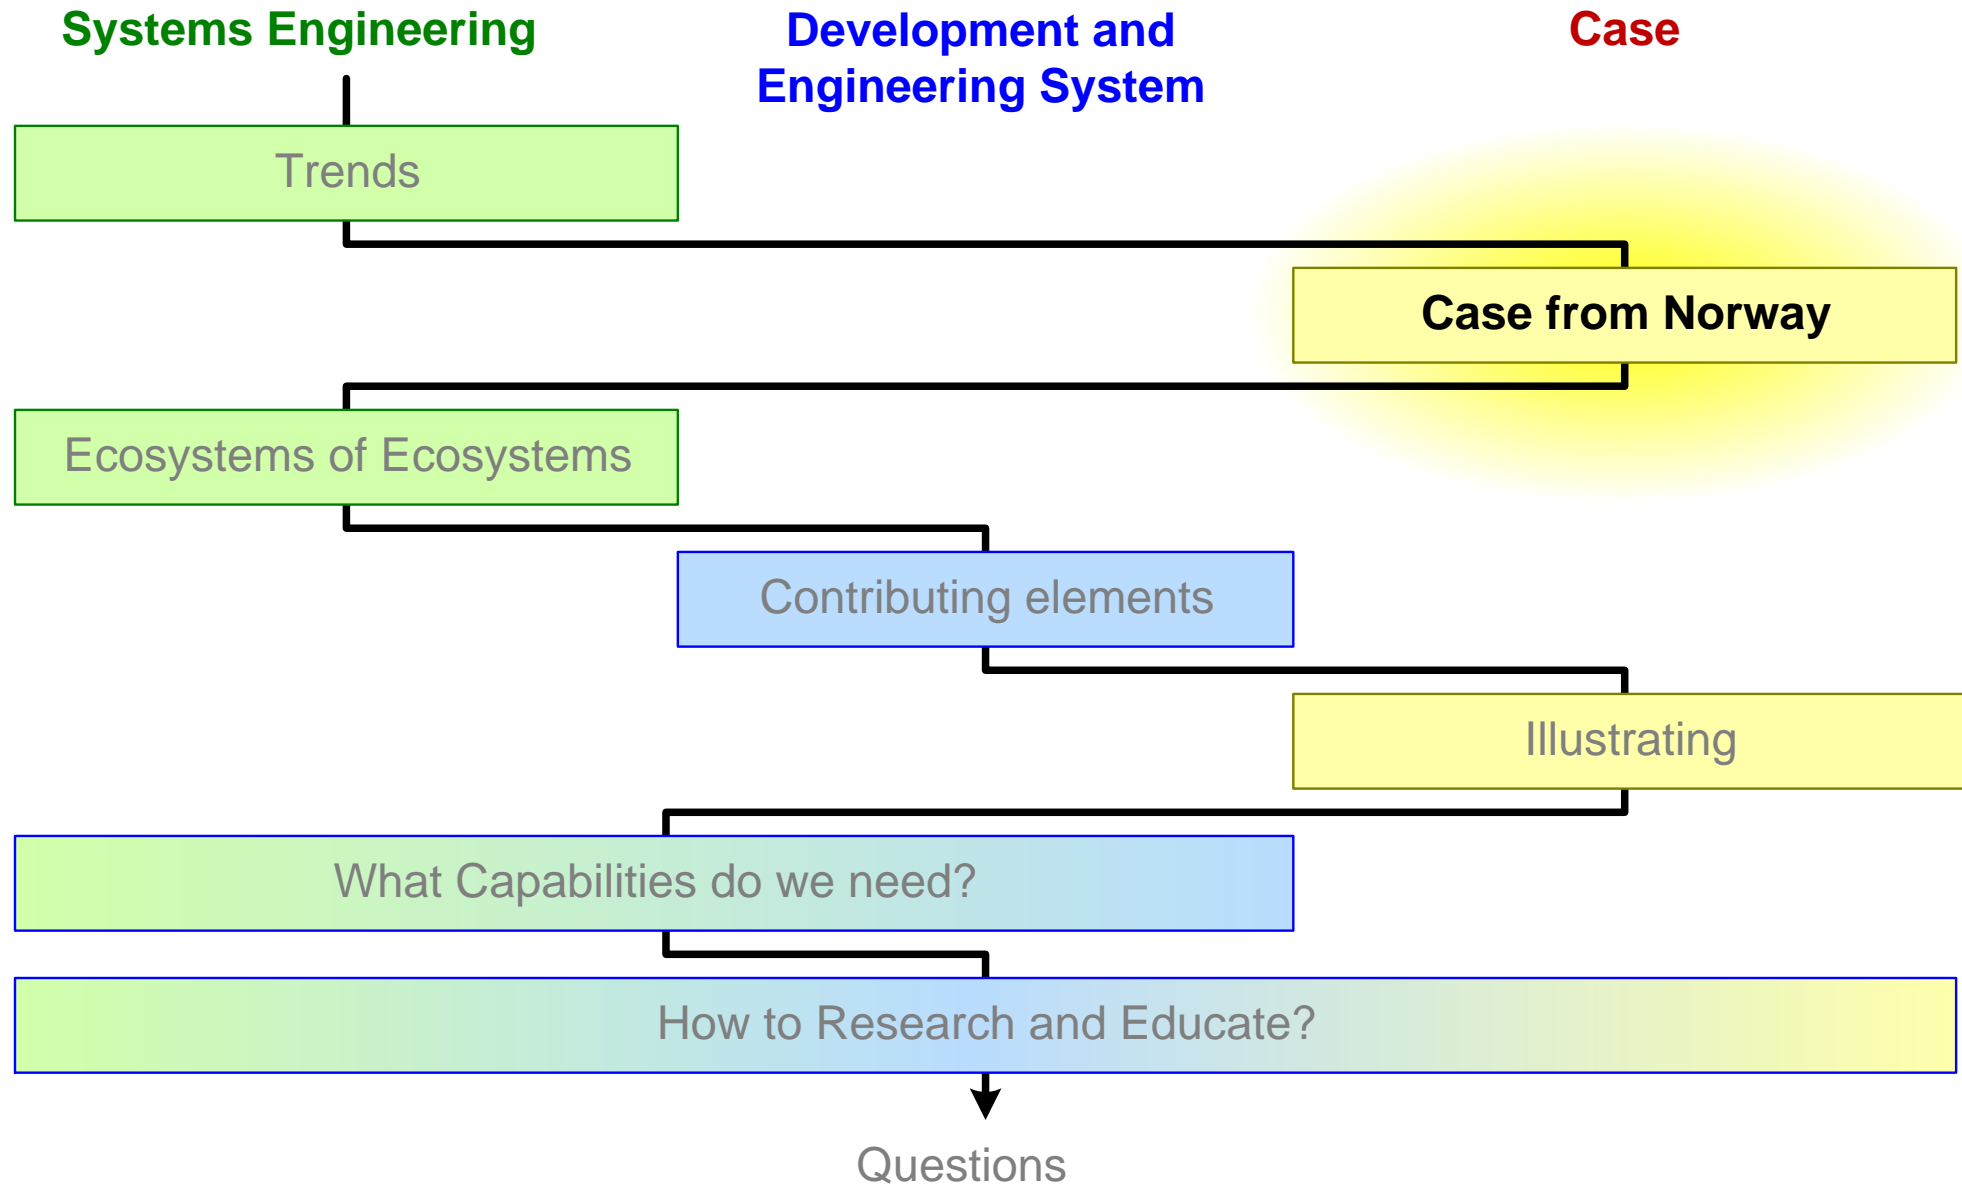 Systems Engineering
Development and
Engineering System
Case
Trends
Case from Norway
Ecosystems of Ecosystems
Contributing elements
Illustrating
What Capabilities do we need?
How to Research and Educate?
Questions